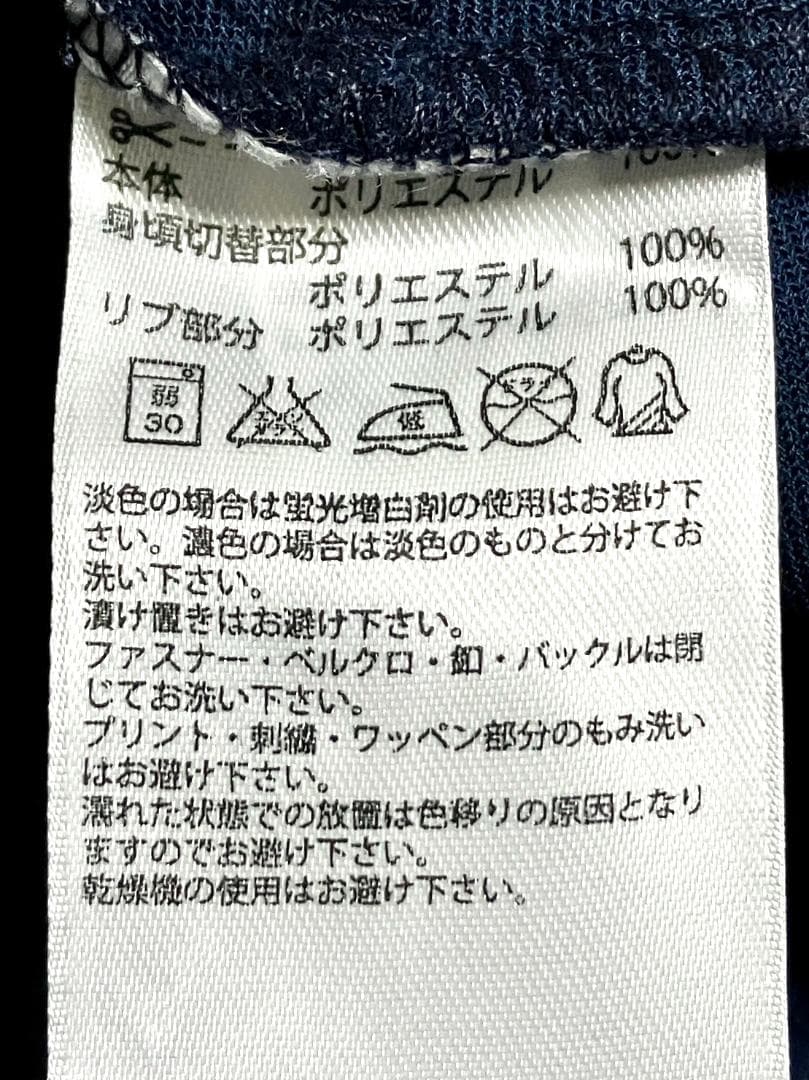 本体 ポリエステル 100%
身頃切替部分
ポリエステル 100%
リブ部分 ポリエステル 100%
弱
30
エンソ
サラシ
低
ドライ
淡色の場合は蛍光増白剤の使用はお避け下
さい。濃色の場合は淡色のものと分けてお
洗い下さい。
漬け置きはお避け下さい。
ファスナー・ベルクロ・釦・バックルは閉
じてお洗い下さい。
プリント・刺繍・ワッペン部分のもみ洗い
はお避け下さい。
濡れた状態での放置は色移りの原因となり
ますのでお避け下さい。
乾燥機の使用はお避け下さい。